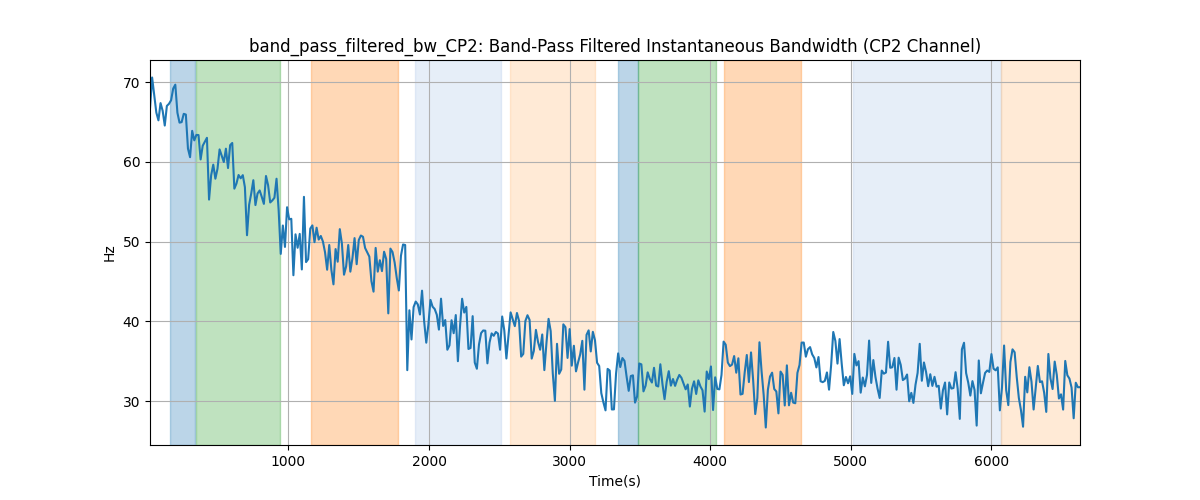 band_pass_filtered_bw_CP2: Band-Pass Filtered Instantaneous Bandwidth (CP2 Channel)
70
60
50
40
30
Hz
1000 2000 3000 4000 5000 6000
Time(s)